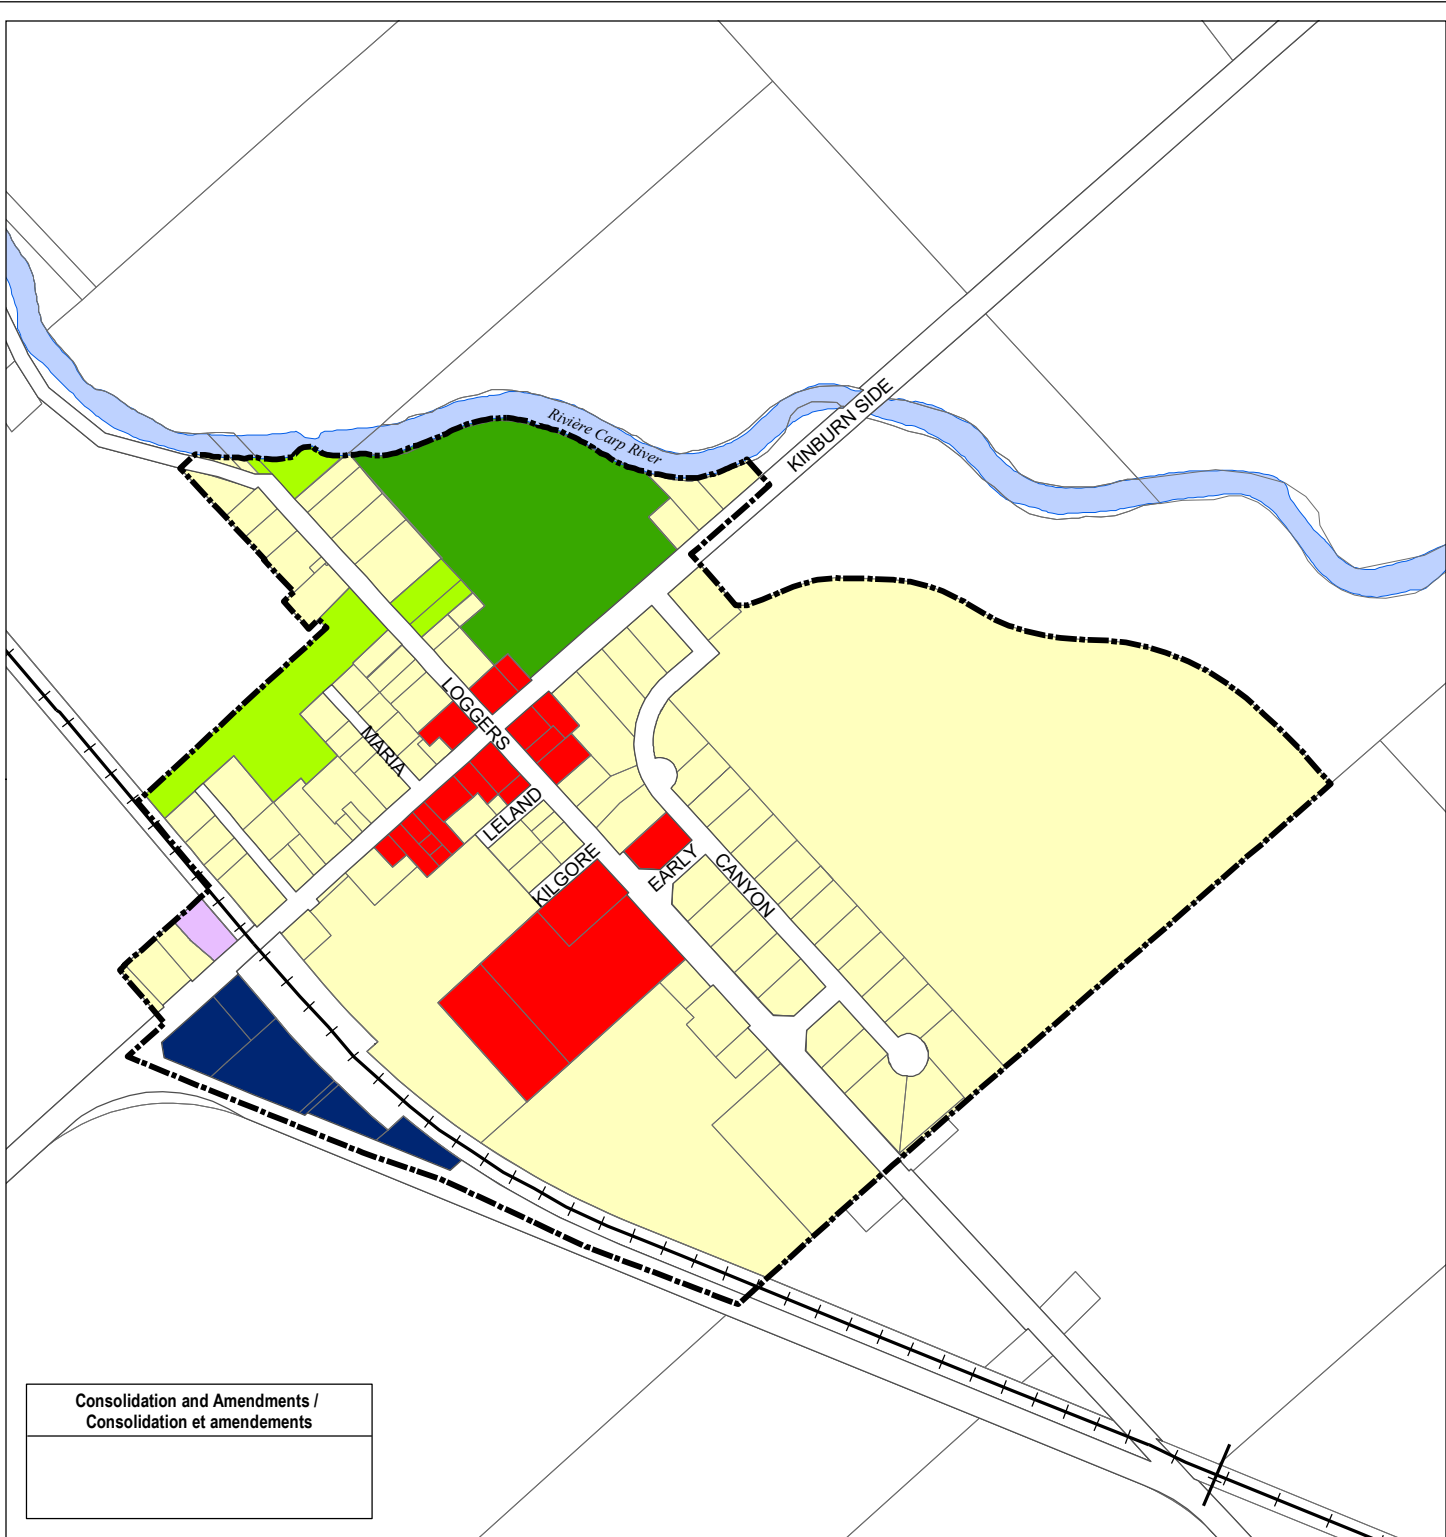 Rivière Carp River
KINBURN SIDE
LOGGERS
MARIA
LELAND
KILGORE
EARLY
CANYON
Consolidation and Amendments /
Consolidation et amendements